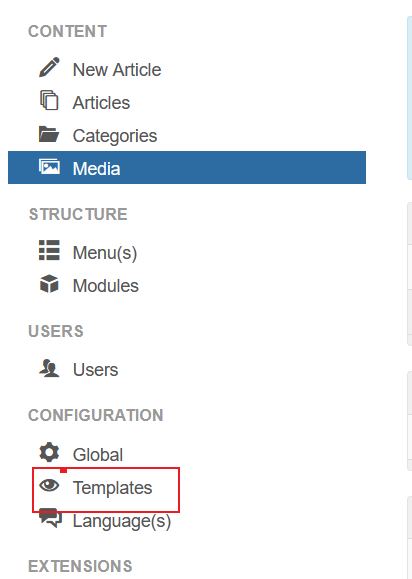 CONTENT
New Article
Articles
Categories
Media
STRUCTURE
Menu(s)
Modules
USERS
Users
CONFIGURATION
Global
Templates
Language(s)
EXTENSIONS